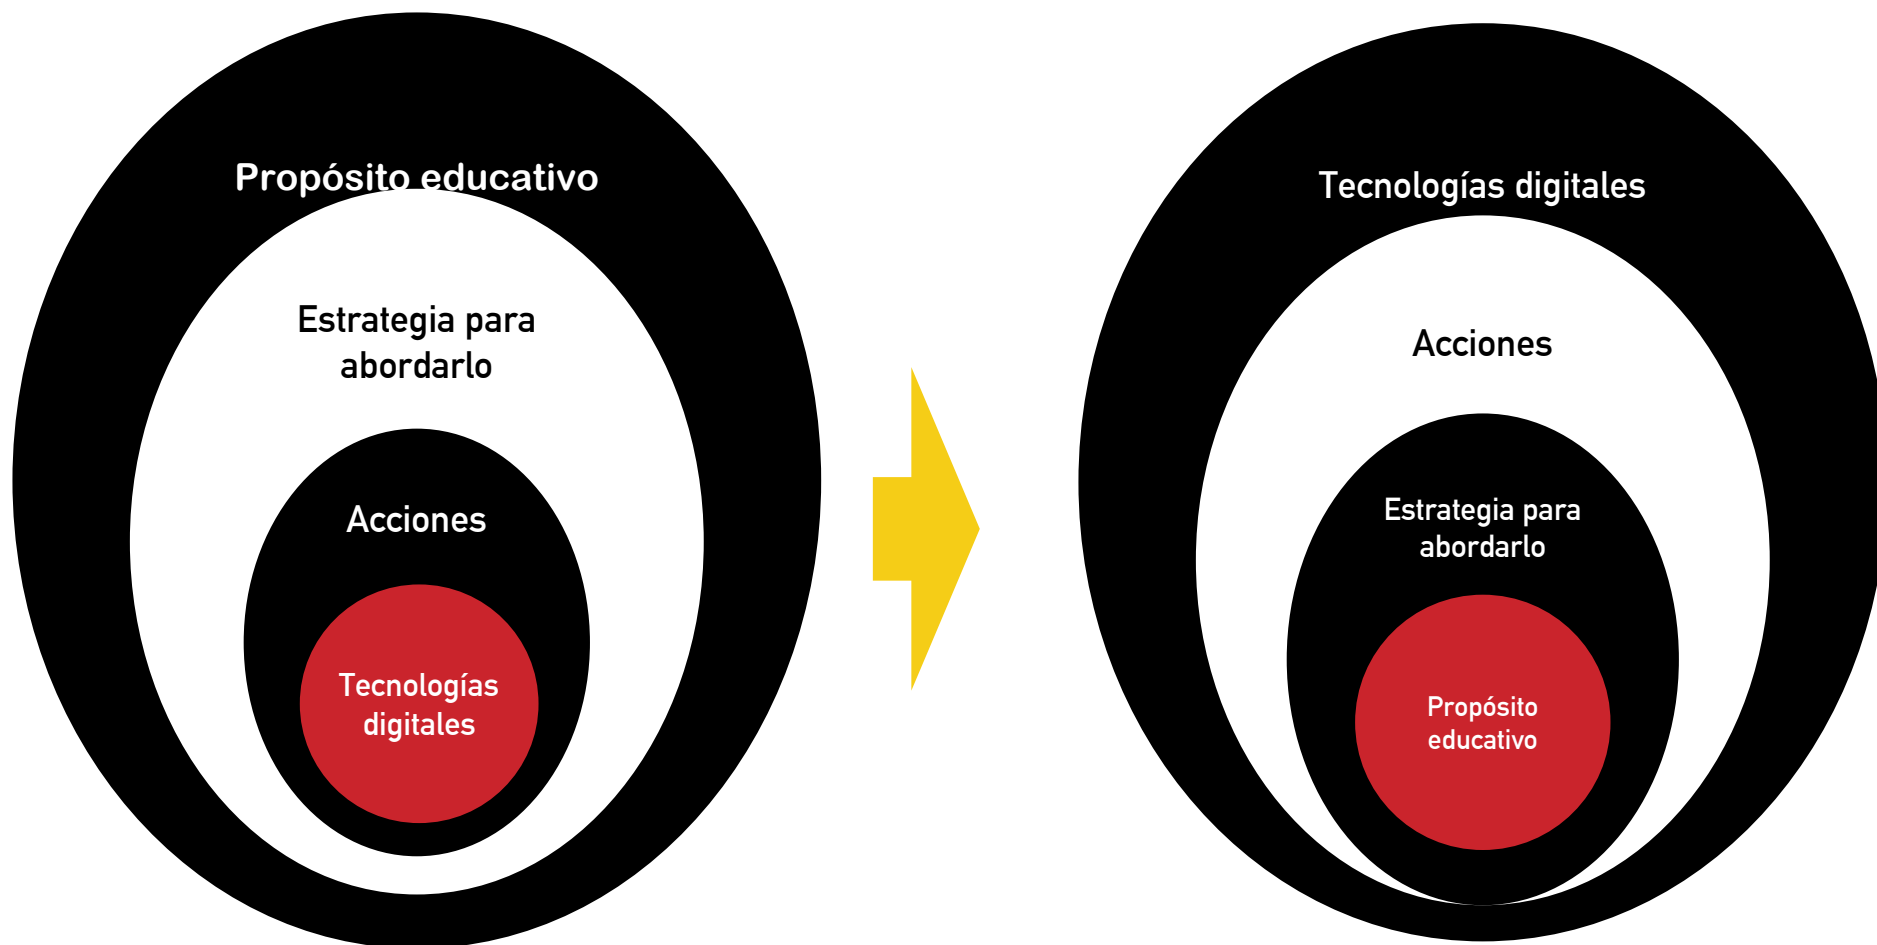 Propósito educativo
Estrategia para
abordarlo
Acciones
Tecnologías
digitales
Tecnologías digitales
Acciones
Estrategia para
abordarlo
Propósito
educativo